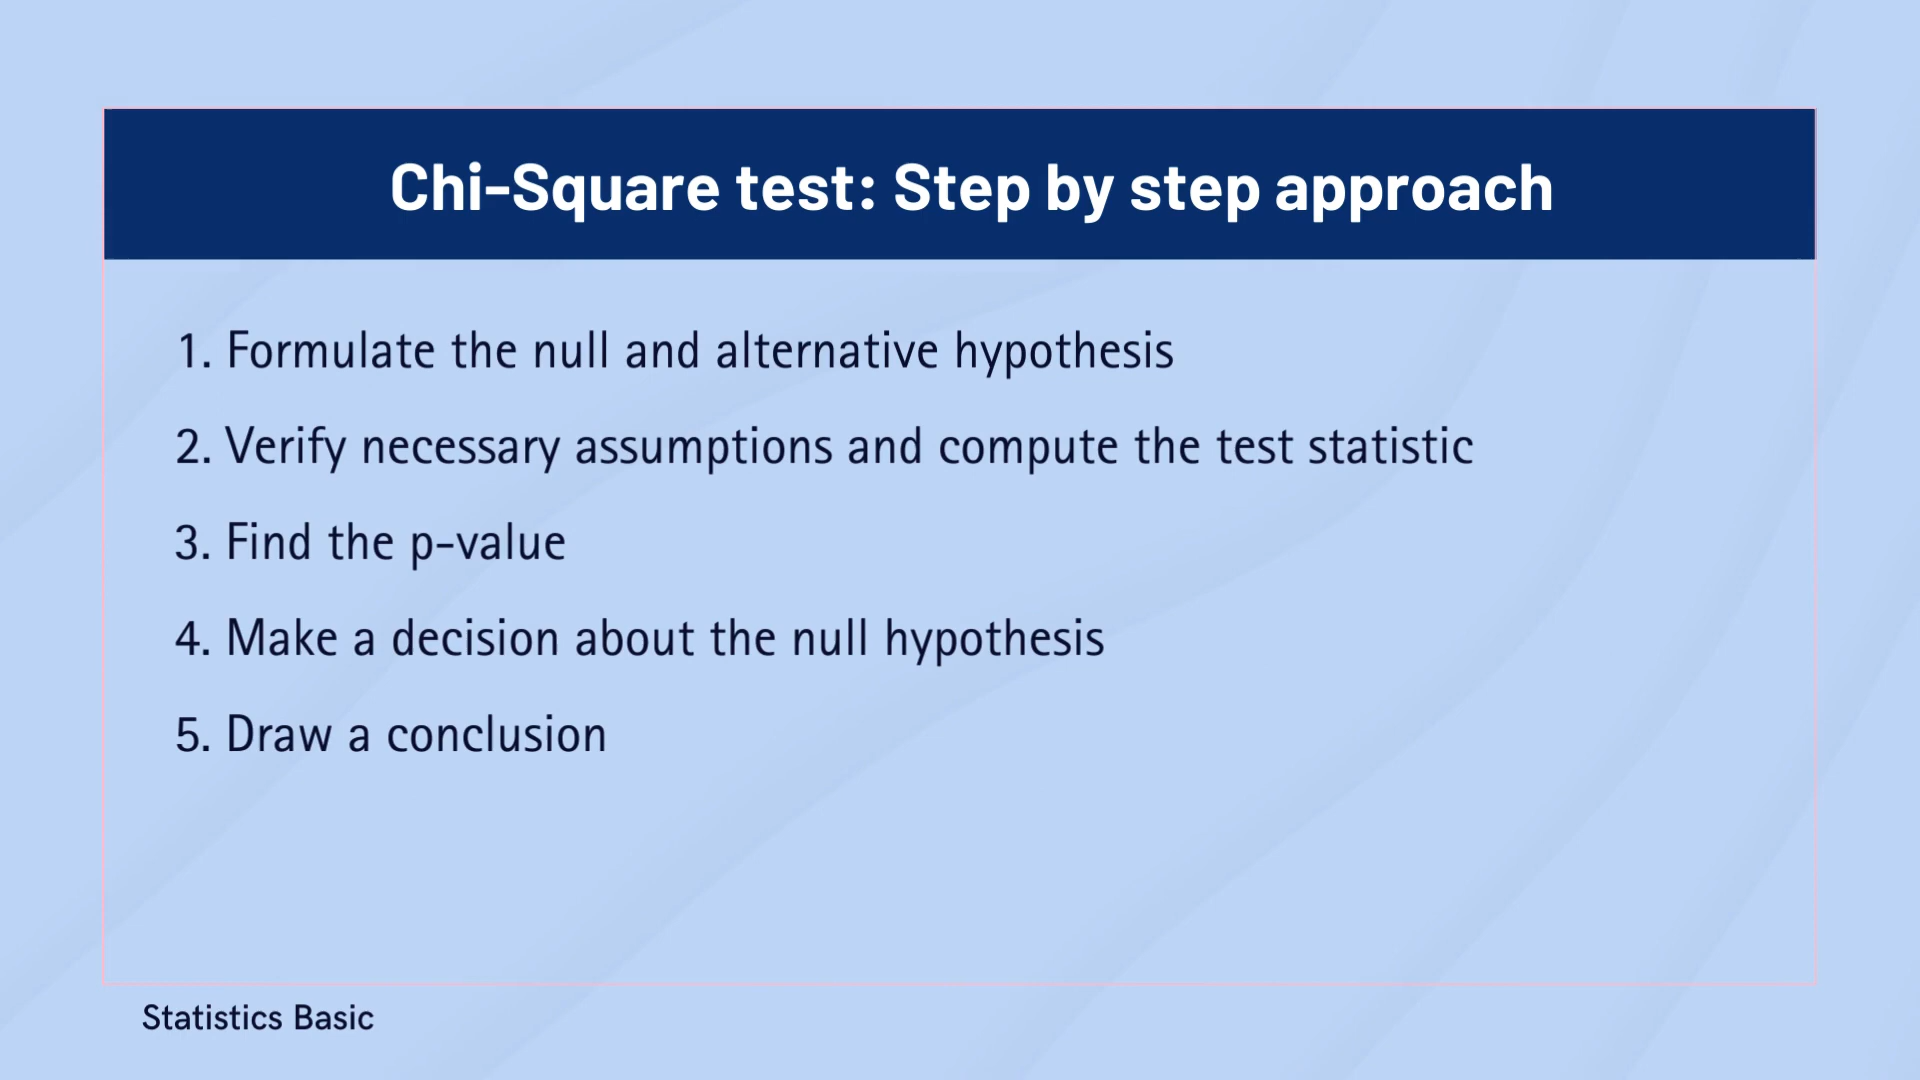 Chi-Square test: Step by step approach
1. Formulate the null and alternative hypothesis
2. Verify necessary assumptions and compute the test statistic
3. Find the p-value
4. Make a decision about the null hypothesis
5. Draw a conclusion
Statistics Basic